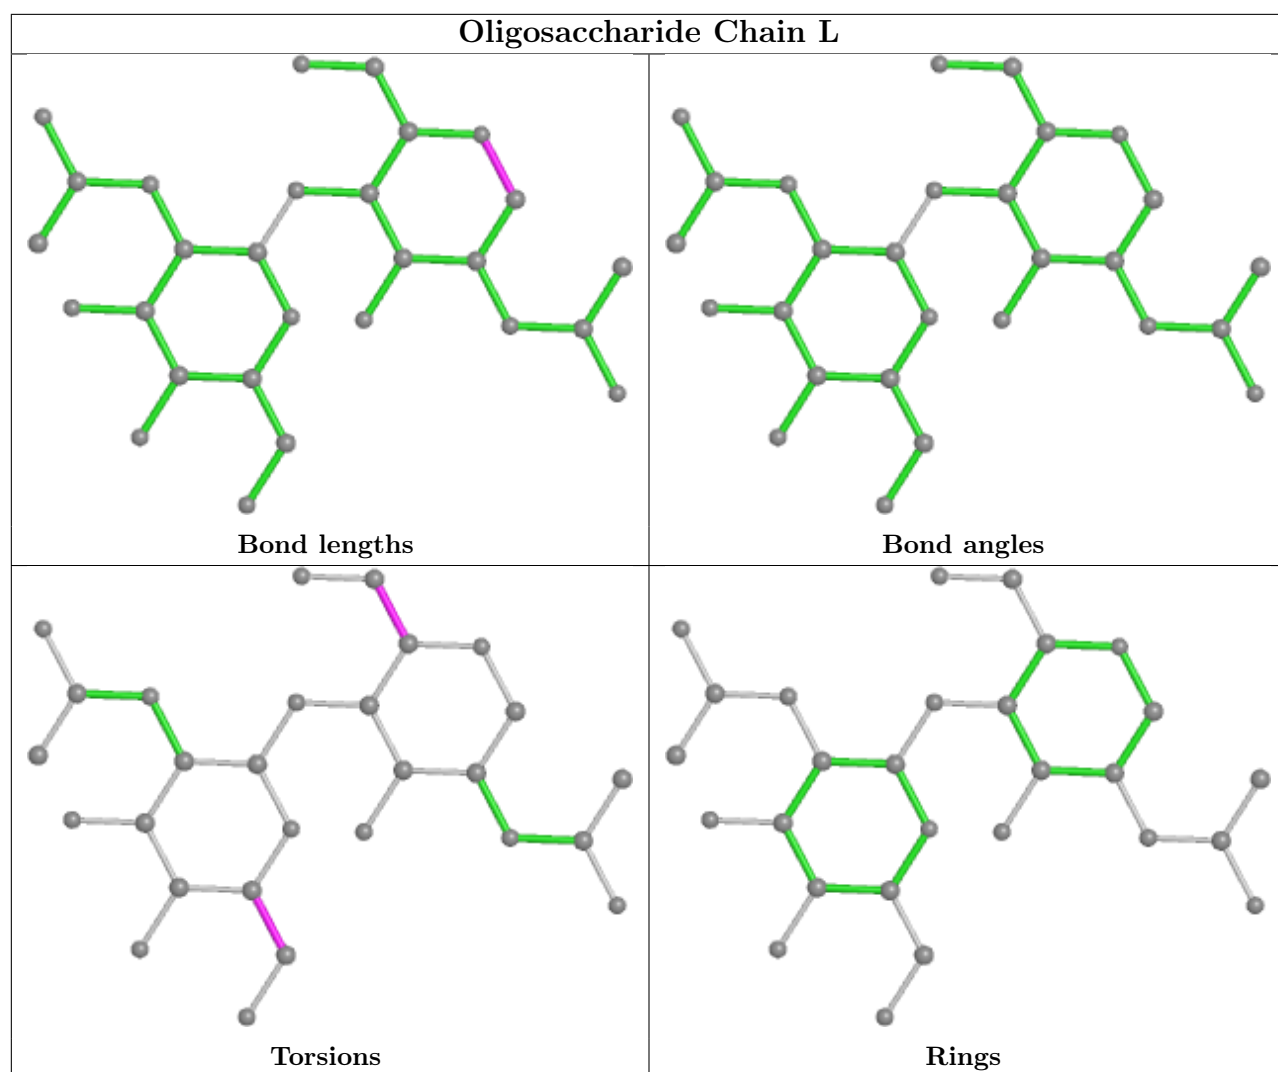 Oligosaccharide Chain L
Bond lengths
Bond angles
Torsions
Rings